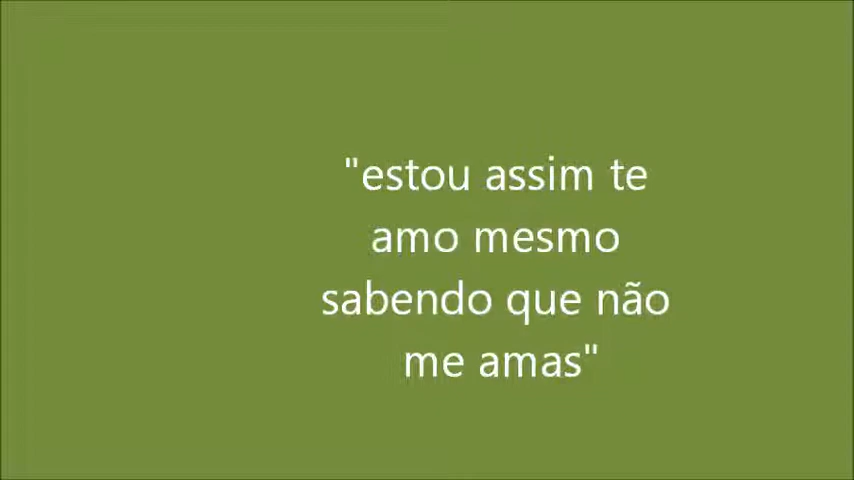 "estou assim te
amo mesmo
sabendo que não
me amas"